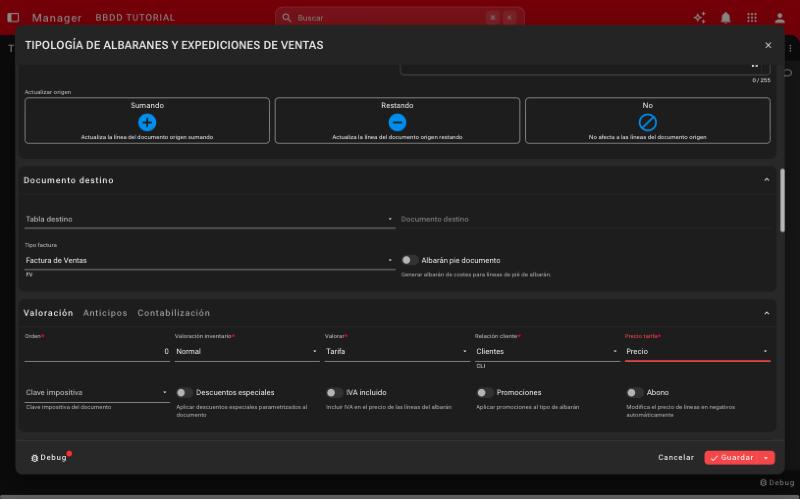 Manager BBDD TUTORIAL
Buscar
⌘ K
TIPOLOGÍA DE ALBARANES Y EXPEDICIONES DE VENTAS
0 / 255
Actualizar origen
Sumando
Actualiza la línea del documento origen sumando
Restando
Actualiza la línea del documento origen restando
No
No afecta a las líneas del documento origen
Documento destino
Tabla destino
Documento destino
Tipo factura
Factura de Ventas
FV
Albarán pie documento
Generar albarán de costes para líneas de pié de albarán.
Valoración Anticipos Contabilización
Orden*
0
Valoración inventario*
Normal
Valorar*
Tarifa
Relación cliente*
Clientes
CLI
Precio tarifa*
Precio
Clave impositiva
Clave impositiva del documento
Descuentos especiales
Aplicar descuentos especiales parametrizados al
documento
IVA incluido
Incluir IVA en el precio de las líneas del albarán
Promociones
Aplicar promociones al tipo de albarán
Abono
Modifica el precio de líneas en negativos
automáticamente
Debug
Cancelar
Guardar
Debug